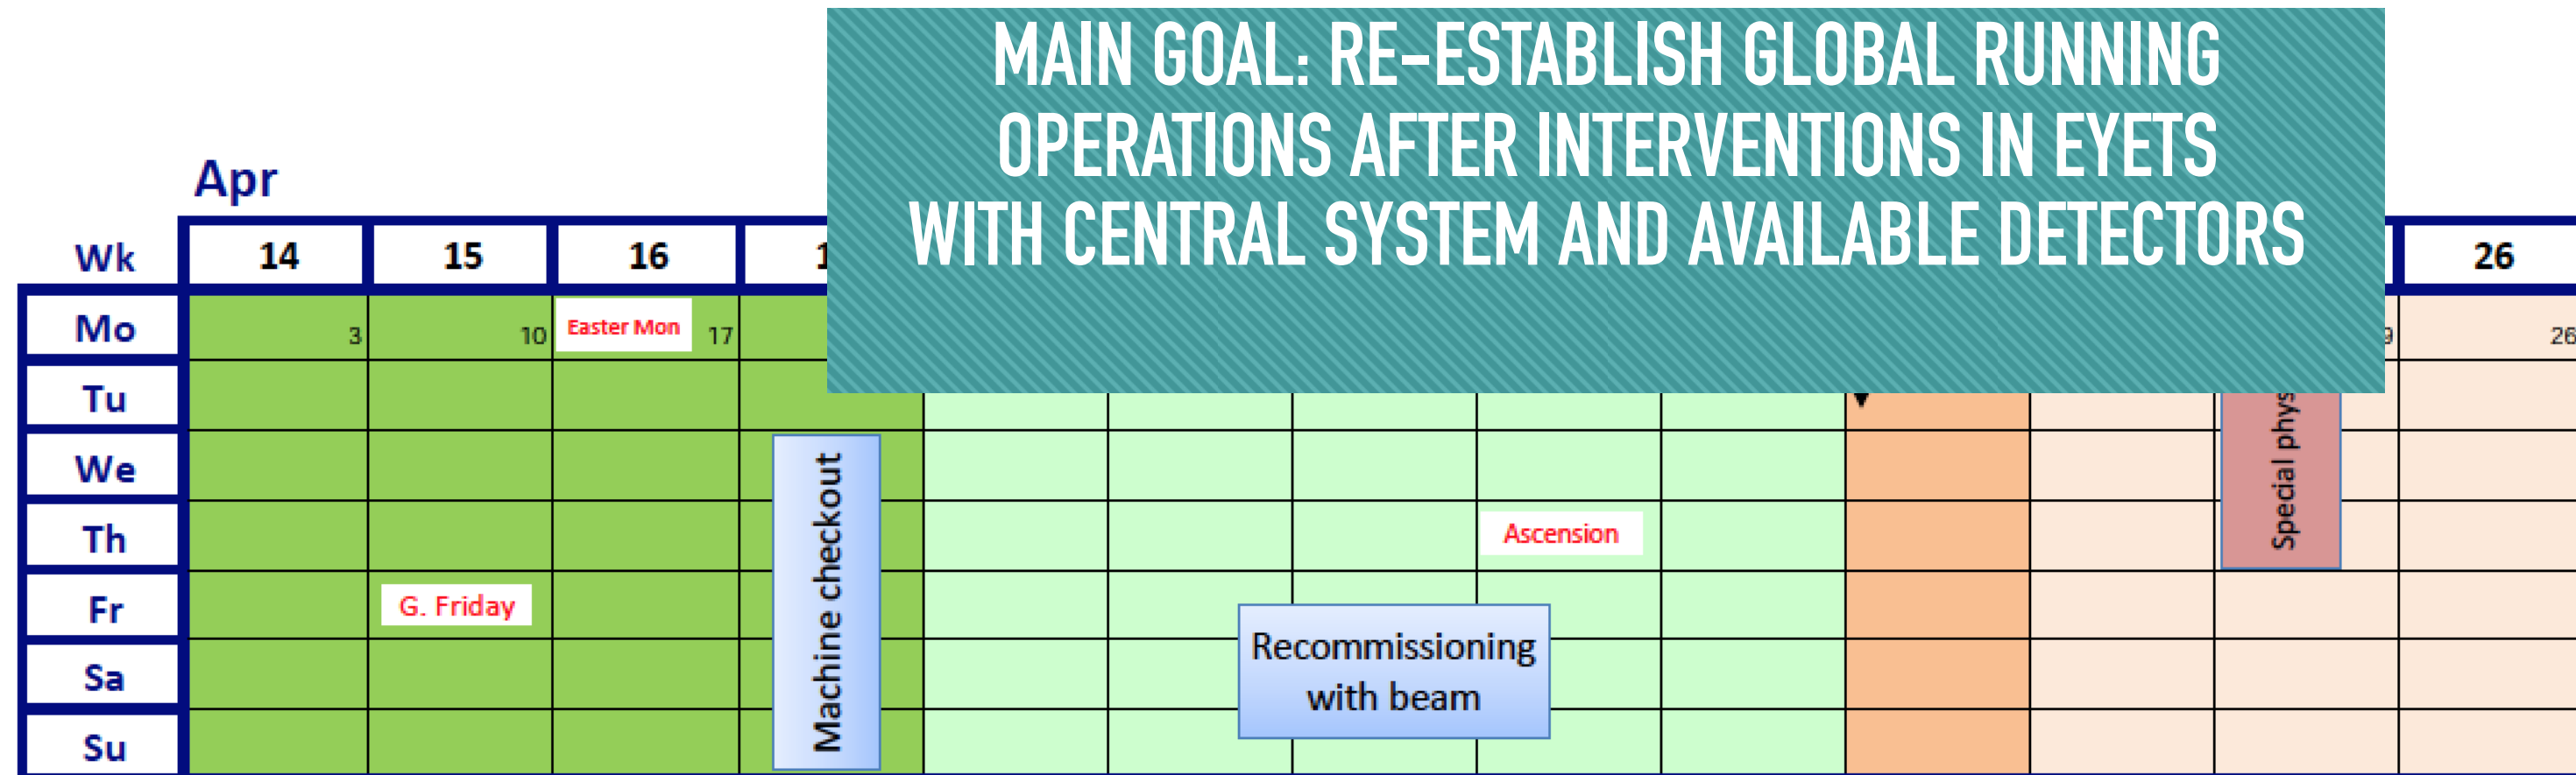 MAIN GOAL: RE-ESTABLISH GLOBAL RUNNING
OPERATIONS AFTER INTERVENTIONS IN EYETS
WITH CENTRAL SYSTEM AND AVAILABLE DETECTORS
Apr
Wk 14 15 16 26
Mo 3 10 Easter Mon 17 26
Tu
We
Th Ascension
Fr G. Friday
Sa
Su
Machine checkout
Recommissioning
with beam
Special phys